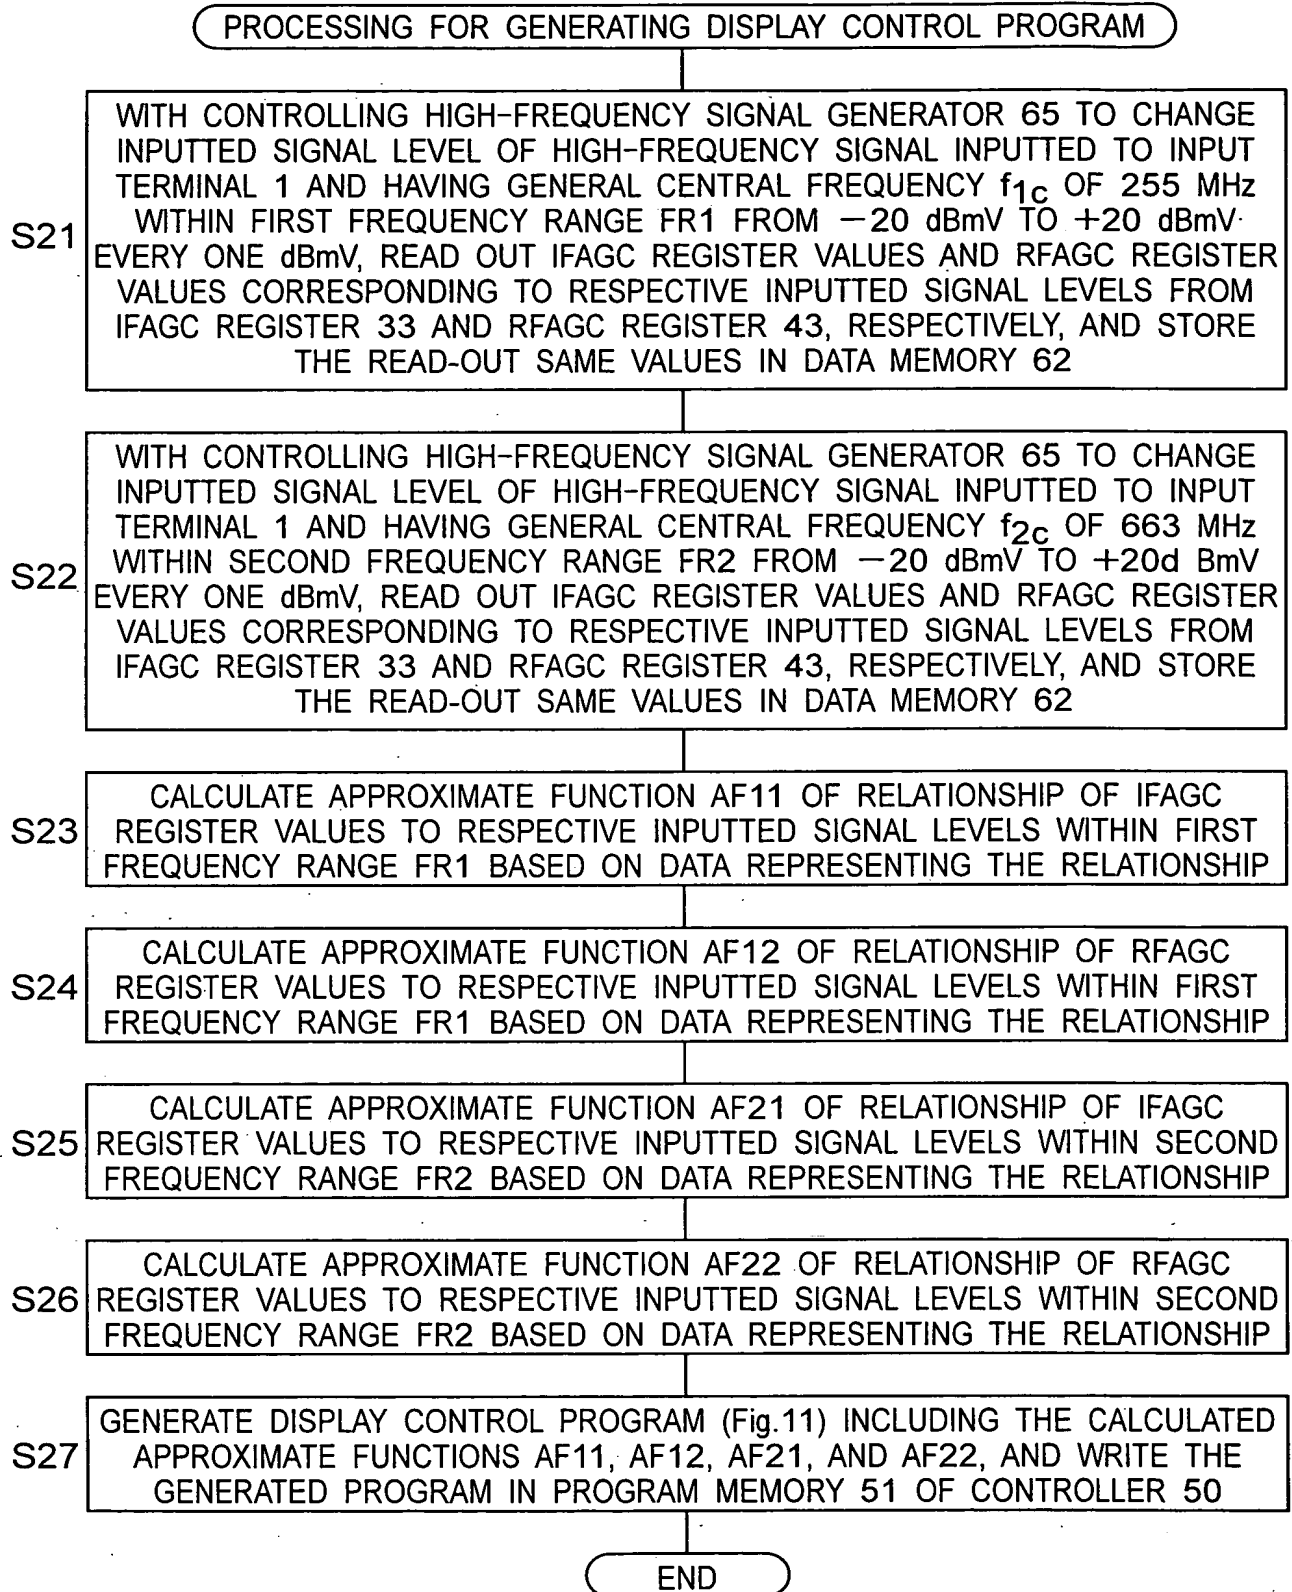 PROCESSING FOR GENERATING DISPLAY CONTROL PROGRAM
S21
WITH CONTROLLING HIGH-FREQUENCY SIGNAL GENERATOR 65 TO CHANGE
INPUTTED SIGNAL LEVEL OF HIGH-FREQUENCY SIGNAL INPUTTED TO INPUT
TERMINAL 1 AND HAVING GENERAL CENTRAL FREQUENCY f1c OF 255 MHz
WITHIN FIRST FREQUENCY RANGE FR1 FROM -20 dBmV TO +20 dBmV
EVERY ONE dBmV, READ OUT IFAGC REGISTER VALUES AND RFAGC REGISTER
VALUES CORRESPONDING TO RESPECTIVE INPUTTED SIGNAL LEVELS FROM
IFAGC REGISTER 33 AND RFAGC REGISTER 43, RESPECTIVELY, AND STORE
THE READ-OUT SAME VALUES IN DATA MEMORY 62
S22
WITH CONTROLLING HIGH-FREQUENCY SIGNAL GENERATOR 65 TO CHANGE
INPUTTED SIGNAL LEVEL OF HIGH-FREQUENCY SIGNAL INPUTTED TO INPUT
TERMINAL 1 AND HAVING GENERAL CENTRAL FREQUENCY f2c OF 663 MHz
WITHIN SECOND FREQUENCY RANGE FR2 FROM -20 dBmV TO +20d BmV
EVERY ONE dBmV, READ OUT IFAGC REGISTER VALUES AND RFAGC REGISTER
VALUES CORRESPONDING TO RESPECTIVE INPUTTED SIGNAL LEVELS FROM
IFAGC REGISTER 33 AND RFAGC REGISTER 43, RESPECTIVELY, AND STORE
THE READ-OUT SAME VALUES IN DATA MEMORY 62
S23
CALCULATE APPROXIMATE FUNCTION AF11 OF RELATIONSHIP OF IFAGC
REGISTER VALUES TO RESPECTIVE INPUTTED SIGNAL LEVELS WITHIN FIRST
FREQUENCY RANGE FR1 BASED ON DATA REPRESENTING THE RELATIONSHIP
S24
CALCULATE APPROXIMATE FUNCTION AF12 OF RELATIONSHIP OF RFAGC
REGISTER VALUES TO RESPECTIVE INPUTTED SIGNAL LEVELS WITHIN FIRST
FREQUENCY RANGE FR1 BASED ON DATA REPRESENTING THE RELATIONSHIP
S25
CALCULATE APPROXIMATE FUNCTION AF21 OF RELATIONSHIP OF IFAGC
REGISTER VALUES TO RESPECTIVE INPUTTED SIGNAL LEVELS WITHIN SECOND
FREQUENCY RANGE FR2 BASED ON DATA REPRESENTING THE RELATIONSHIP
S26
CALCULATE APPROXIMATE FUNCTION AF22 OF RELATIONSHIP OF RFAGC
REGISTER VALUES TO RESPECTIVE INPUTTED SIGNAL LEVELS WITHIN SECOND
FREQUENCY RANGE FR2 BASED ON DATA REPRESENTING THE RELATIONSHIP
S27
GENERATE DISPLAY CONTROL PROGRAM (Fig.11) INCLUDING THE CALCULATED
APPROXIMATE FUNCTIONS AF11, AF12, AF21, AND AF22, AND WRITE THE
GENERATED PROGRAM IN PROGRAM MEMORY 51 OF CONTROLLER 50
END